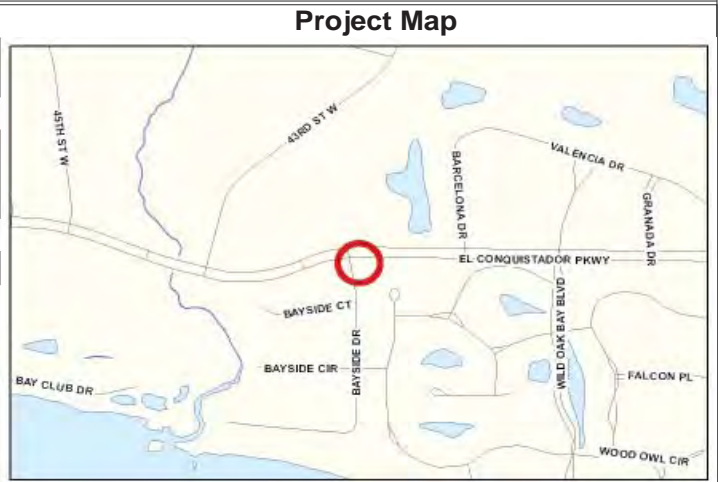 Project Map
45TH ST W
43RD ST W
BARCELONA DR
VALENCIA DR
GRANADA DR
EL CONQUISTADOR PKWY
BAYSIDE CT
BAYSIDE DR
WILD OAK BAY BLVD
BAYSIDE CIR
FALCON PL
BAY CLUB DR
WOOD OWL CIR